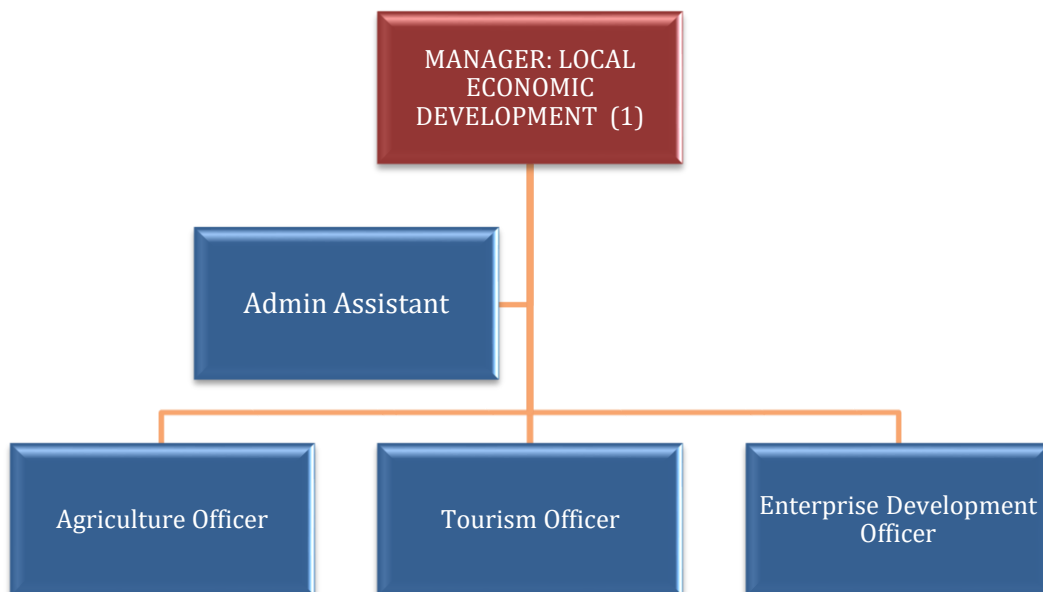 MANAGER: LOCAL
ECONOMIC
DEVELOPMENT (1)
Admin Assistant
Agriculture Officer
Tourism Officer
Enterprise Development
Officer